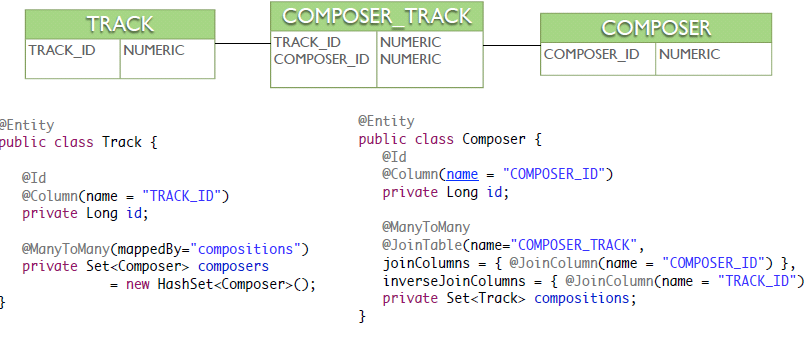 TRACK
TRACK_ID NUMERIC
COMPOSER_TRACK
TRACK_ID NUMERIC
COMPOSER_ID NUMERIC
COMPOSER
COMPOSER_ID NUMERIC
@Entity
public class Track {
@Id
@Column(name = "TRACK_ID")
private Long id;
@ManyToMany(mappedBy="compositions")
private Set<Composer> composers
= new HashSet<Composer>();
}
@Entity
public class Composer {
@Id
@Column(name = "COMPOSER_ID")
private Long id;
@ManyToMany
@JoinTable(name="COMPOSER_TRACK",
joinColumns = { @JoinColumn(name = "COMPOSER_ID") },
inverseJoinColumns = { @JoinColumn(name = "TRACK_ID")
private Set<Track> compositions;
}